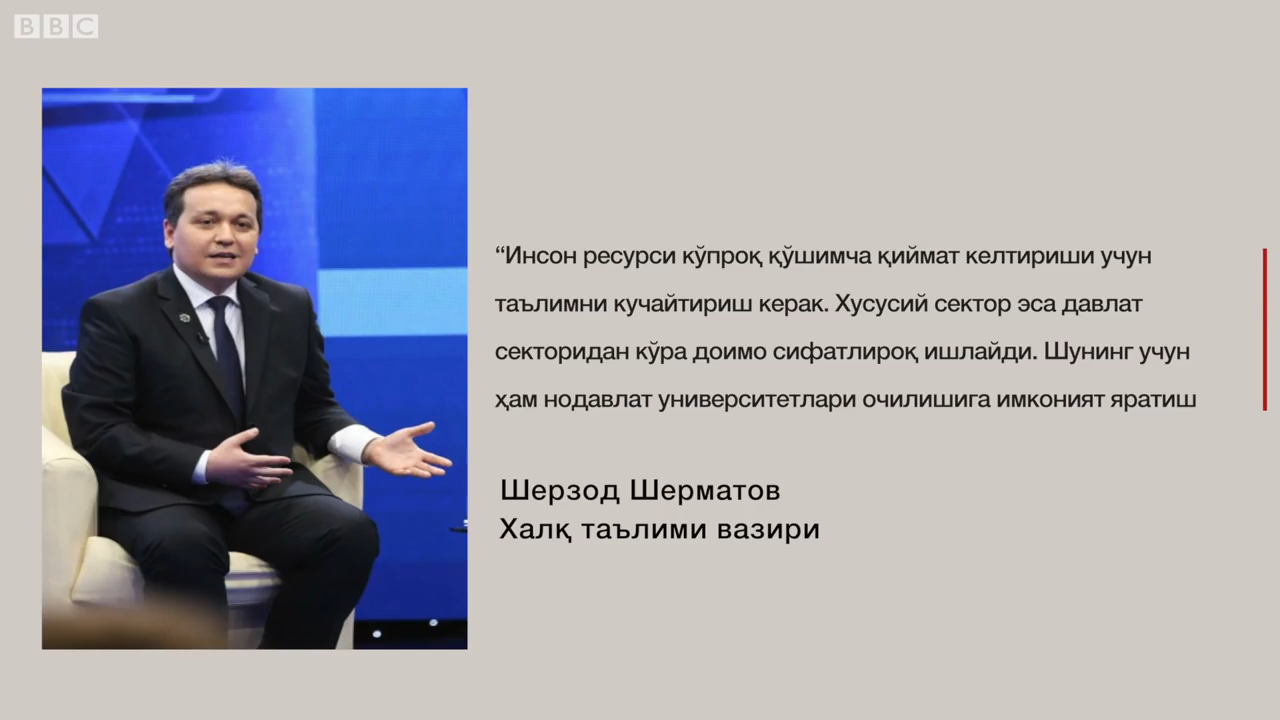 BBC
“Инсон ресурси кўпроқ қўшимча қиймат келтириши учун
таълимни кучайтириш керак. Хусусий сектор эса давлат
секторидан кўра доимо сифатлироқ ишлайди. Шунинг учун
ҳам нодавлат университетлари очилишига имконият яратиш
Шерзод Шерматов
Халқ таълими вазири